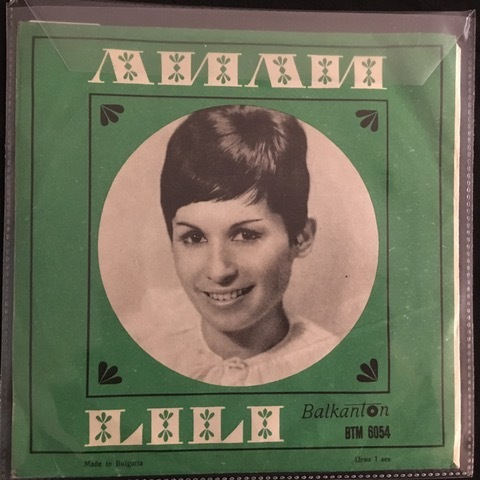 ЛИЛИ
LILI
Balkanton
BTM 6054
Made in Bulgaria